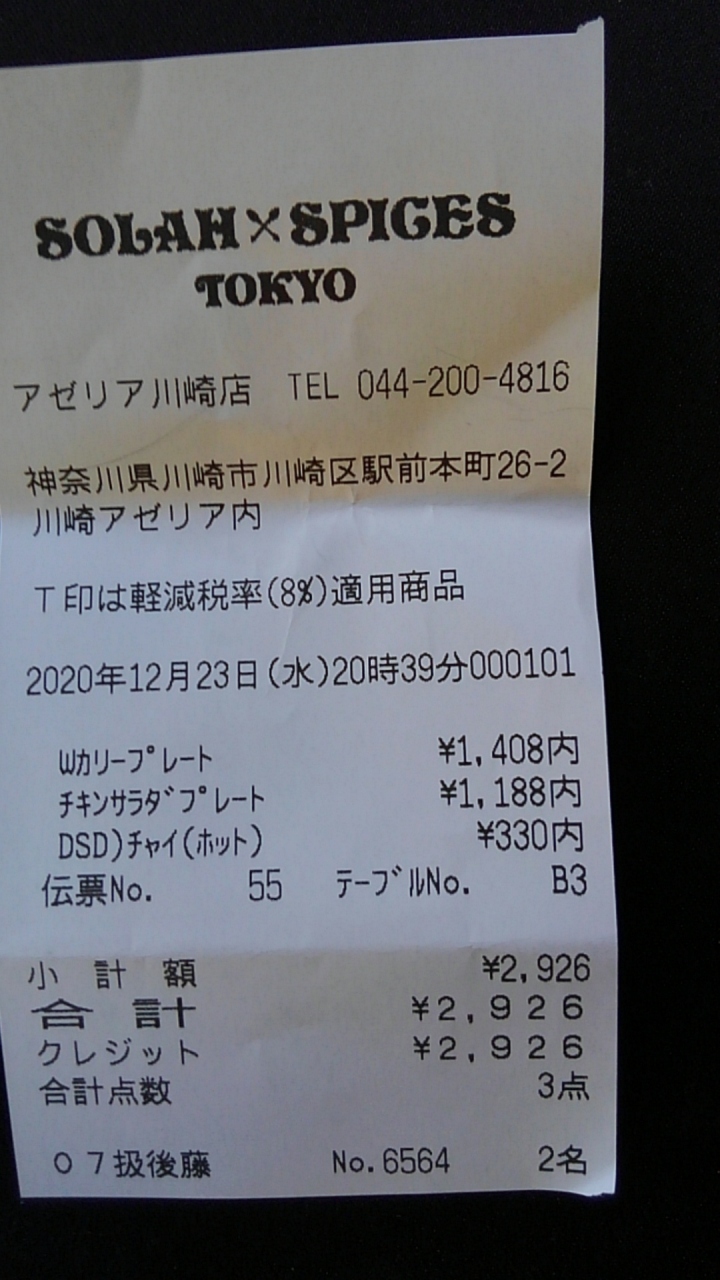 SOLAH×SPICES
TOKYO
アゼリア川崎店 TEL 044-200-4816
神奈川県川崎市川崎区駅前本町26-2
川崎アゼリア内
T印は軽減税率(8%)適用商品
2020年12月23日(水)20時39分000101
Wカリープレート ¥1,408内
チキンサラダプレート ¥1,188内
DSD)チャイ(ホット) ¥330内
伝票No. 55 テーブルNo. B3
小計額 ¥2,926
合計 ¥2,926
クレジット ¥2,926
合計点数 3点
07扱後藤 No.6564 2名